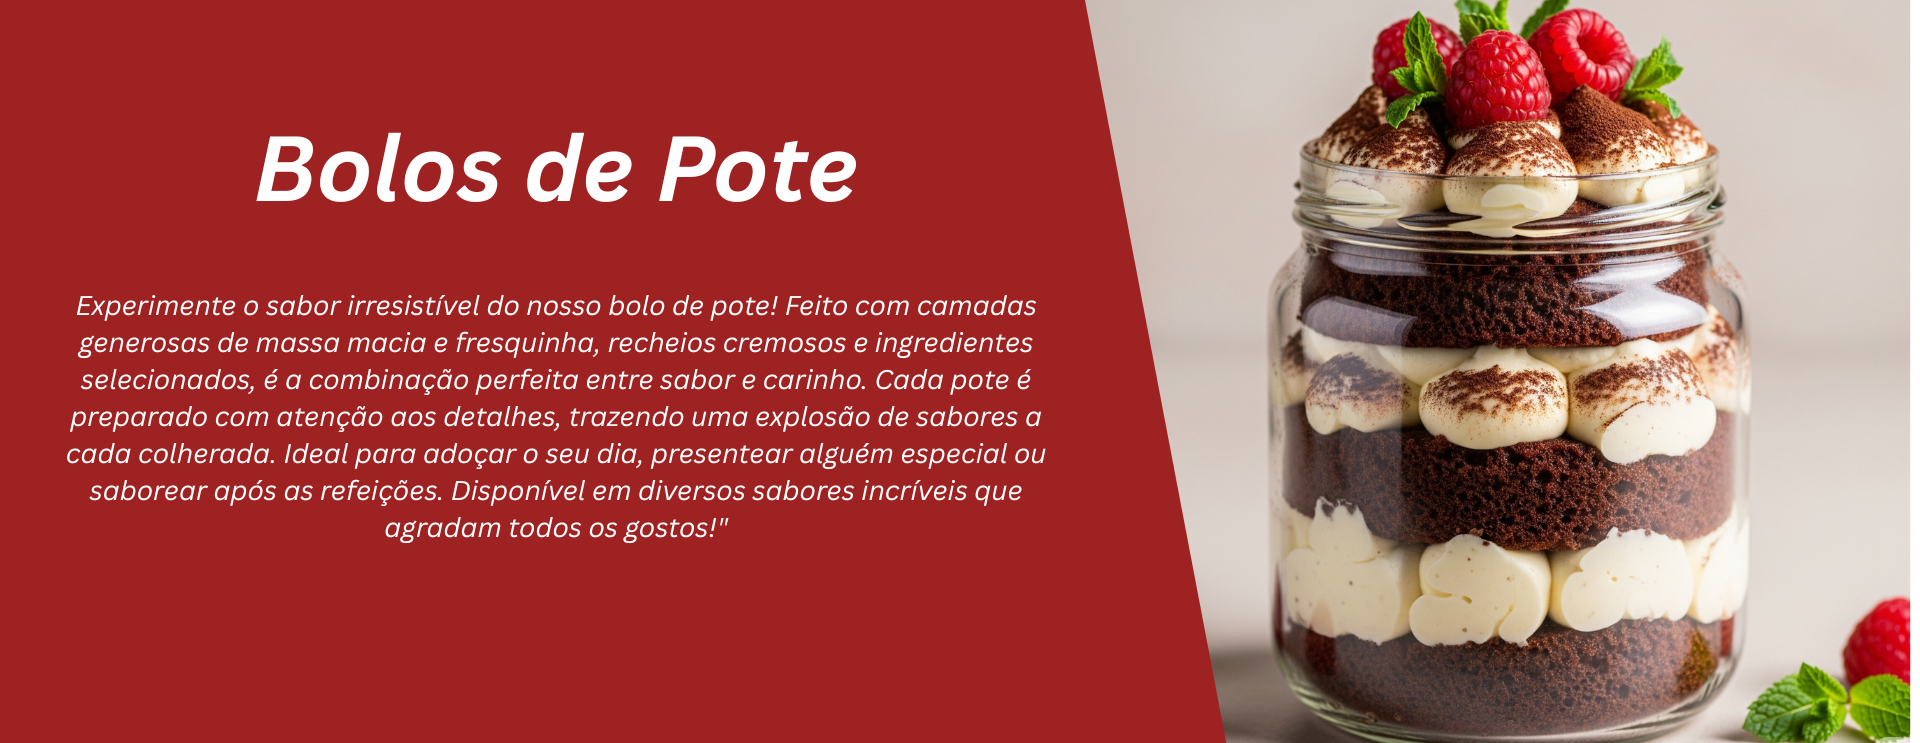 Bolos de Pote
Experimente o sabor irresistível do nosso bolo de pote! Feito com camadas
generosas de massa macia e fresquinha, recheios cremosos e ingredientes
selecionados, é a combinação perfeita entre sabor e carinho. Cada pote é
preparado com atenção aos detalhes, trazendo uma explosão de sabores a
cada colherada. Ideal para adoçar o seu dia, presentear alguém especial ou
saborear após as refeições. Disponível em diversos sabores incríveis que
agradam todos os gostos!"